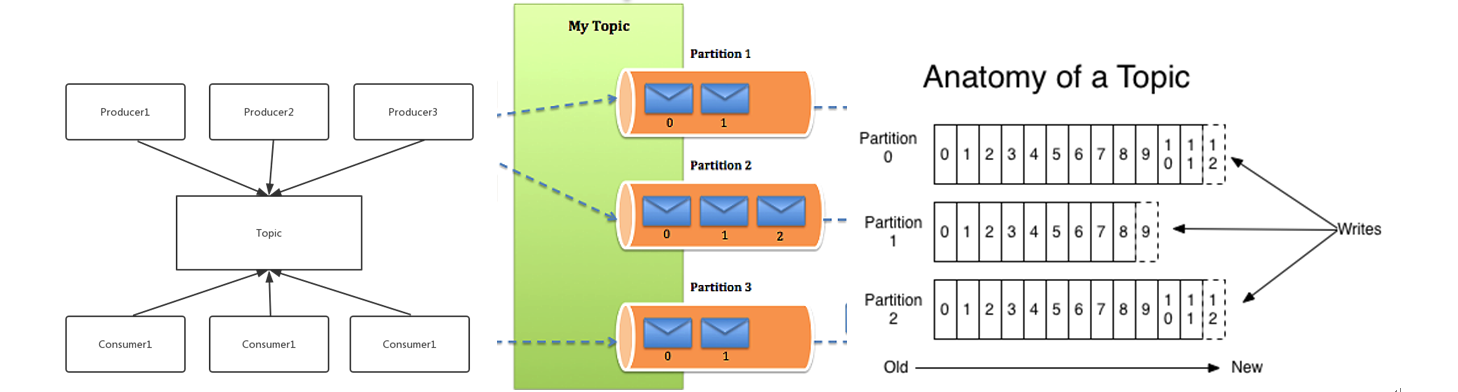 Producer1
Producer2
Producer3
Topic
Consumer1
Consumer1
Consumer1
My Topic
Partition 1
0 1
Partition 2
0 1 2
Partition 3
0 1
Anatomy of a Topic
Partition
0
0 1 2 3 4 5 6 7 8 9 10 11 12
Partition
1
0 1 2 3 4 5 6 7 8 9
Partition
2
0 1 2 3 4 5 6 7 8 9 10 11 12
Writes
Old
New